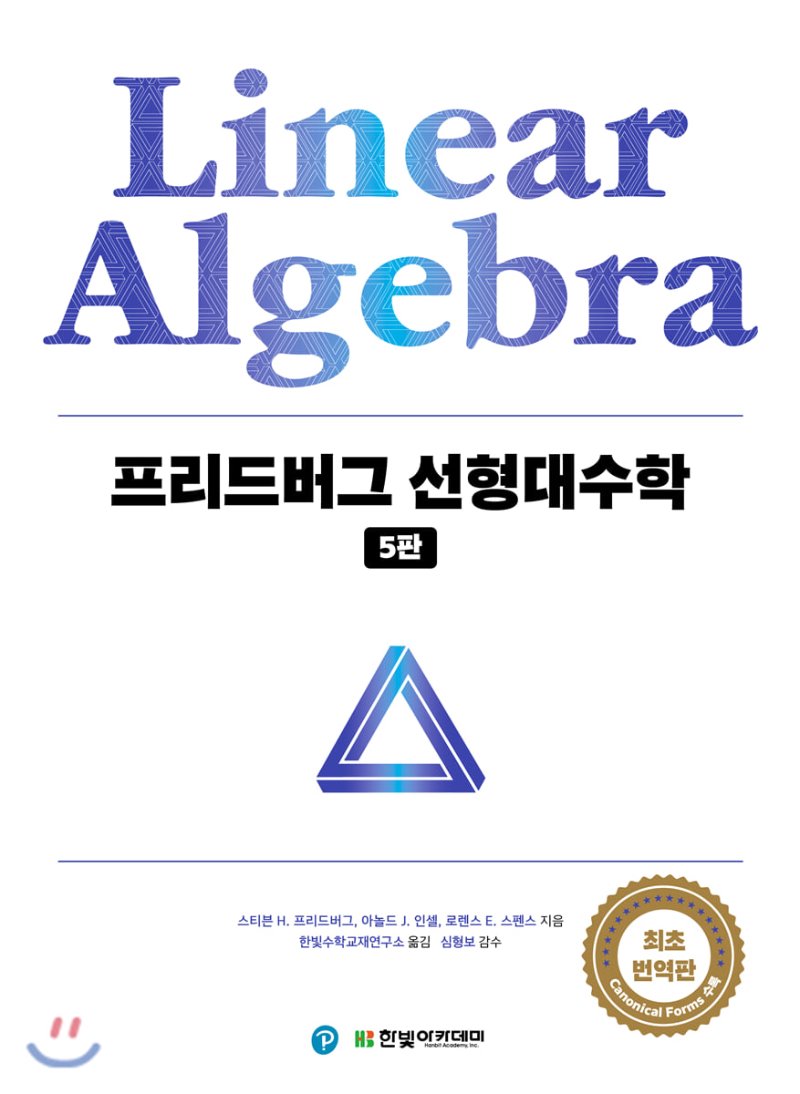 Linear
Algebra
프리드버그 선형대수학
5판
스티븐 H. 프리드버그, 아놀드 J. 인셀, 로렌스 E. 스펜스 지음
한빛수학교재연구소 옮김 심형보 감수
최초
번역판
Canonical Forms 수록
P
HB 한빛아카데미
Hanbit Academy, Inc.